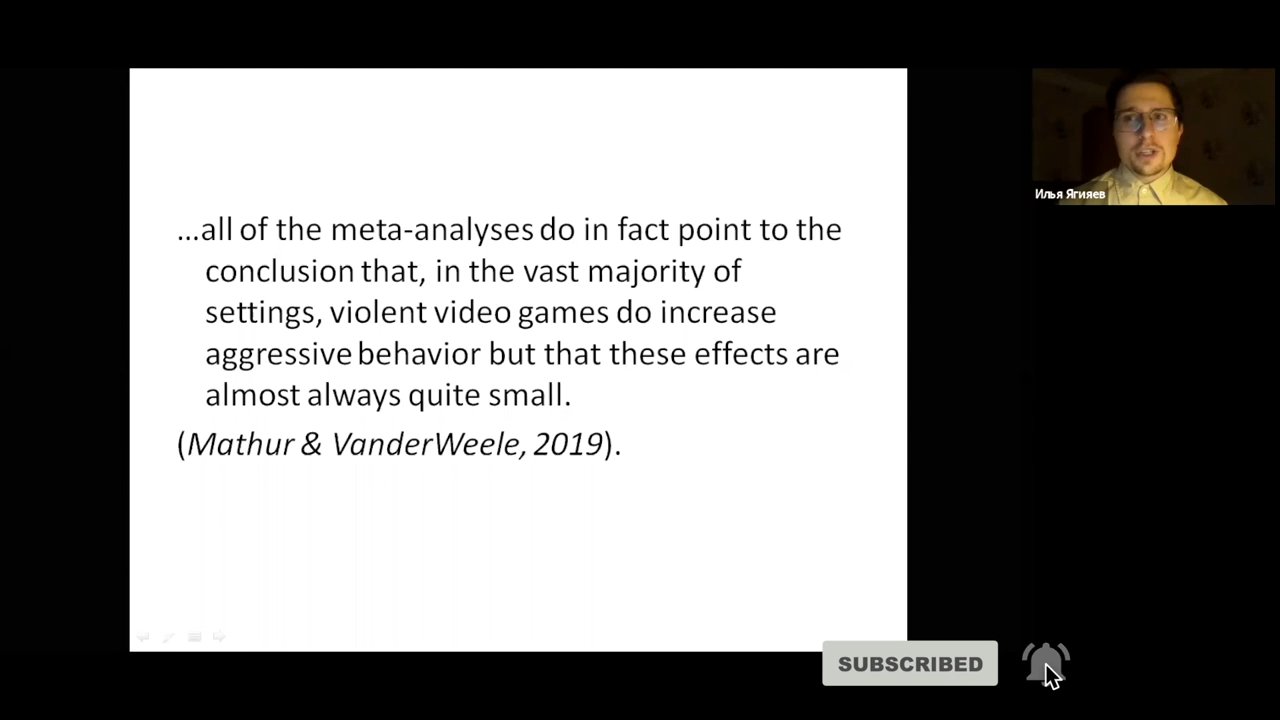 ...all of the meta-analyses do in fact point to the
conclusion that, in the vast majority of
settings, violent video games do increase
aggressive behavior but that these effects are
almost always quite small.
(Mathur & VanderWeele, 2019).
Илья Ягияев
SUBSCRIBED